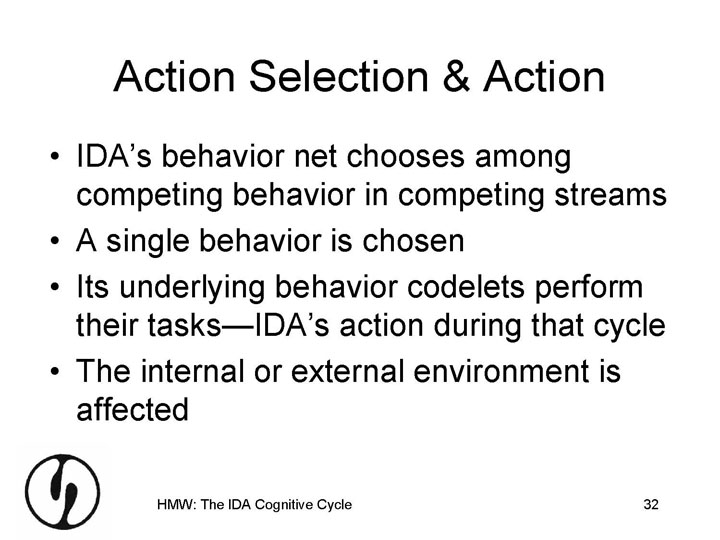 Action Selection & Action
• IDA’s behavior net chooses among
competing behavior in competing streams
• A single behavior is chosen
• Its underlying behavior codelets perform
their tasks—IDA’s action during that cycle
• The internal or external environment is
affected
HMW: The IDA Cognitive Cycle
32